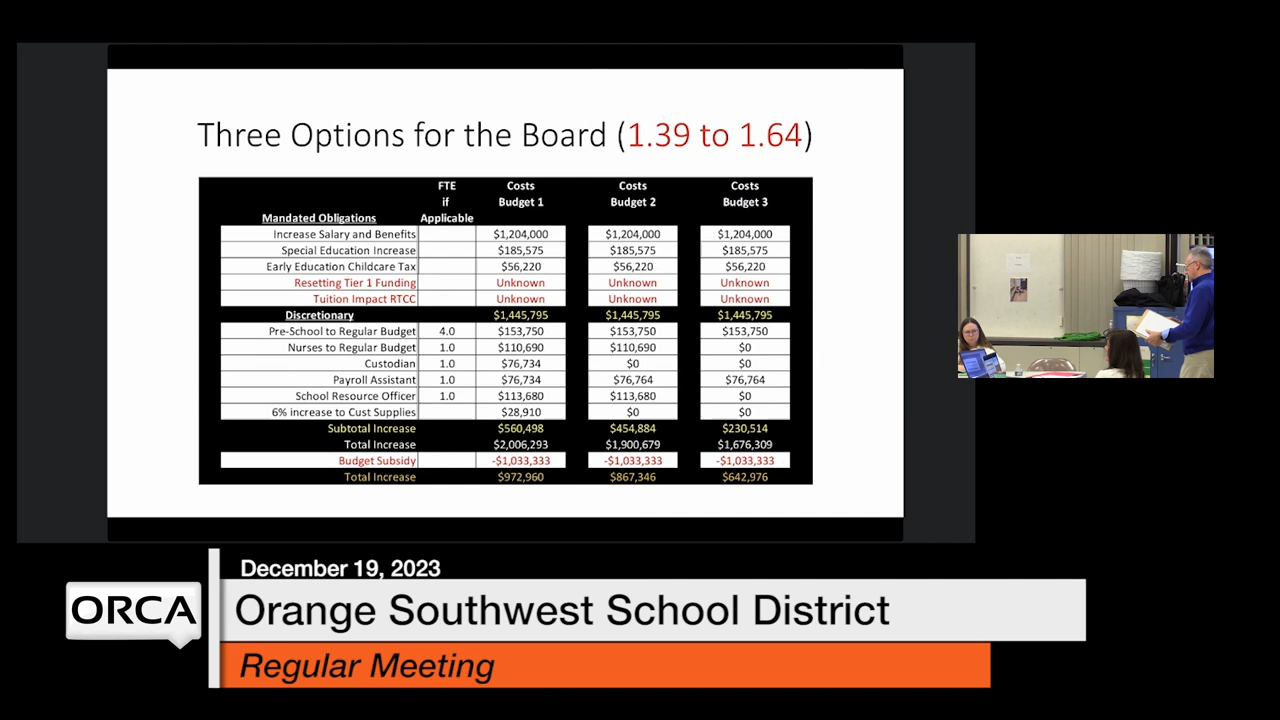 Three Options for the Board (1.39 to 1.64)
FTE Costs Costs Costs
if Budget 1 Budget 2 Budget 3
Mandated Obligations Applicable
Increase Salary and Benefits $1,204,000 $1,204,000 $1,204,000
Special Education Increase $185,575 $185,575 $185,575
Early Education Childcare Tax $56,220 $56,220 $56,220
Resetting Tier 1 Funding Unknown Unknown Unknown
Tuition Impact RTCC Unknown Unknown Unknown
Discretionary $1,445,795 $1,445,795 $1,445,795
Pre-School to Regular Budget 4.0 $153,750 $153,750 $153,750
Nurses to Regular Budget 1.0 $110,690 $110,690 $0
Custodian 1.0 $76,734 $0 $0
Payroll Assistant 1.0 $76,734 $76,764 $76,764
School Resource Officer 1.0 $113,680 $113,680 $0
6% increase to Cust Supplies $28,910 $0 $0
Subtotal Increase $560,498 $454,884 $230,514
Total Increase $2,006,293 $1,900,679 $1,676,309
Budget Subsidy -$1,033,333 -$1,033,333 -$1,033,333
Total Increase $972,960 $867,346 $642,976
December 19, 2023
ORCA
Orange Southwest School District
Regular Meeting